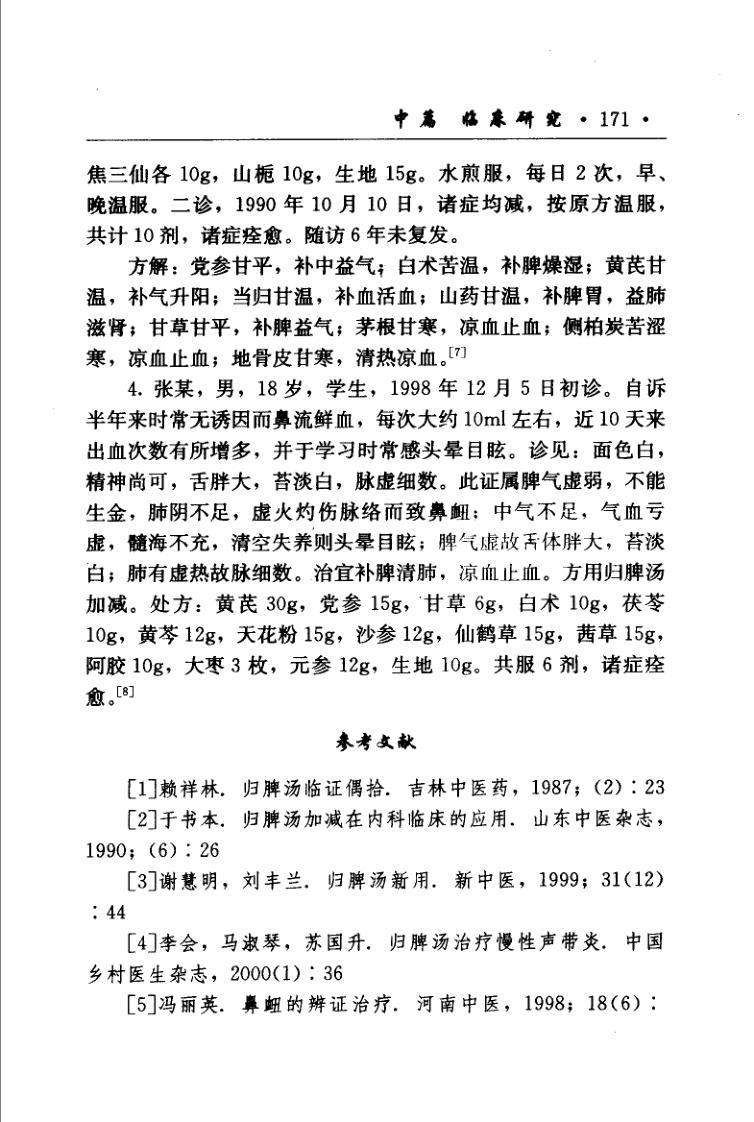 中篇 临床研究 · 171 ·
焦三仙各 10g，山栀 10g，生地 15g。水煎服，每日 2 次，早、
晚温服。二诊，1990 年 10 月 10 日，诸症均减，按原方温服，
共计 10 剂，诸症痊愈。随访 6 年未复发。
方解：党参甘平，补中益气；白术苦温，补脾燥湿；黄芪甘
温，补气升阳；当归甘温，补血活血；山药甘温，补脾胃，益肺
滋肾；甘草甘平，补脾益气；茅根甘寒，凉血止血；侧柏炭苦涩
寒，凉血止血；地骨皮甘寒，清热凉血。[7]
4. 张某，男，18 岁，学生，1998 年 12 月 5 日初诊。自诉
半年来时常无诱因而鼻流鲜血，每次大约 10ml 左右，近 10 天来
出血次数有所增多，并于学习时常感头晕目眩。诊见：面色白，
精神尚可，舌胖大，苔淡白，脉虚细数。此证属脾气虚弱，不能
生金，肺阴不足，虚火灼伤脉络而致鼻衄；中气不足，气血亏
虚，髓海不充，清空失养则头晕目眩；脾气虚故舌体胖大，苔淡
白；肺有虚热故脉细数。治宜补脾清肺，凉血止血。方用归脾汤
加减。处方：黄芪 30g，党参 15g，甘草 6g，白术 10g，茯苓
10g，黄芩 12g，天花粉 15g，沙参 12g，仙鹤草 15g，茜草 15g，
阿胶 10g，大枣 3 枚，元参 12g，生地 10g。共服 6 剂，诸症痊
愈。[8]
参考文献
[1]赖祥林. 归脾汤临证偶拾. 吉林中医药，1987；(2)：23
[2]于书本. 归脾汤加减在内科临床的应用. 山东中医杂志，
1990；(6)：26
[3]谢慧明，刘丰兰. 归脾汤新用. 新中医，1999；31(12)
：44
[4]李会，马淑琴，苏国升. 归脾汤治疗慢性声带炎. 中国
乡村医生杂志，2000(1)：36
[5]冯丽英. 鼻衄的辨证治疗. 河南中医，1998；18(6)：